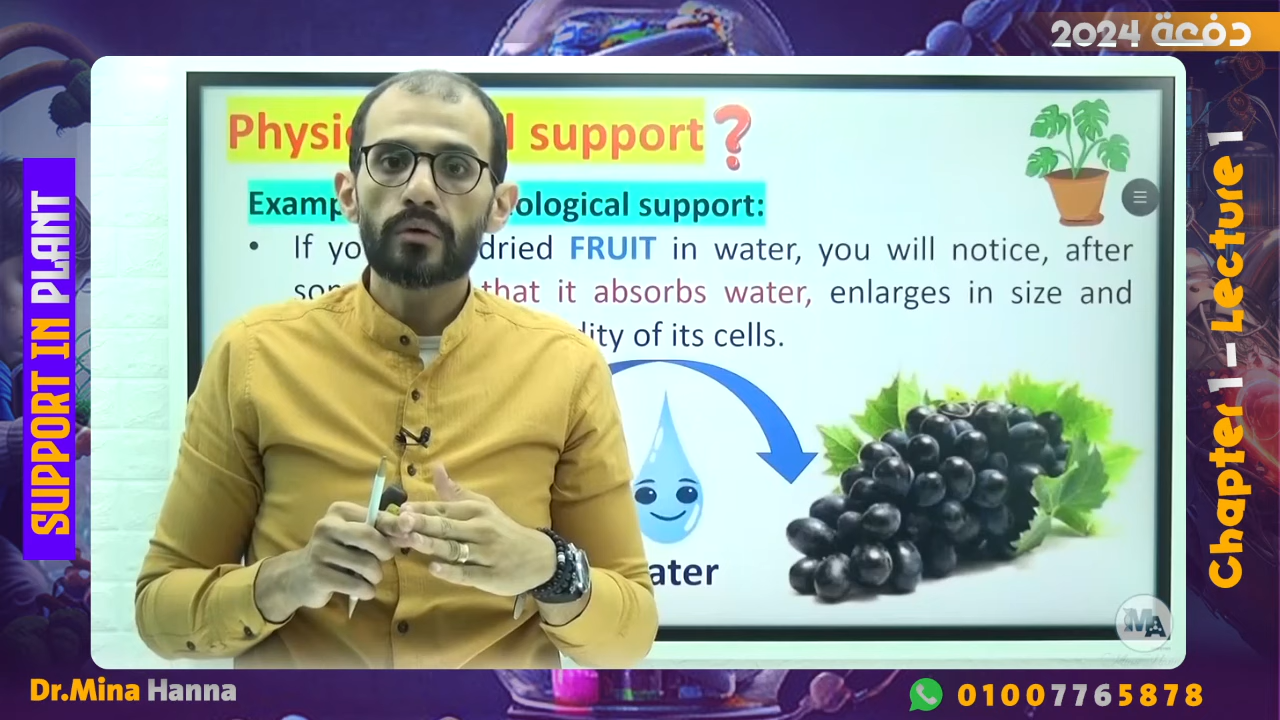 دفعة 2024
SUPPORT IN PLANT
Chapter 1 - Lecture 1
Physi l support ?
Examp ological support:
• If yo dried FRUIT in water, you will notice, after
son that it absorbs water, enlarges in size and
dity of its cells.
ater
MA
Dr.Mina Hanna
01007765878